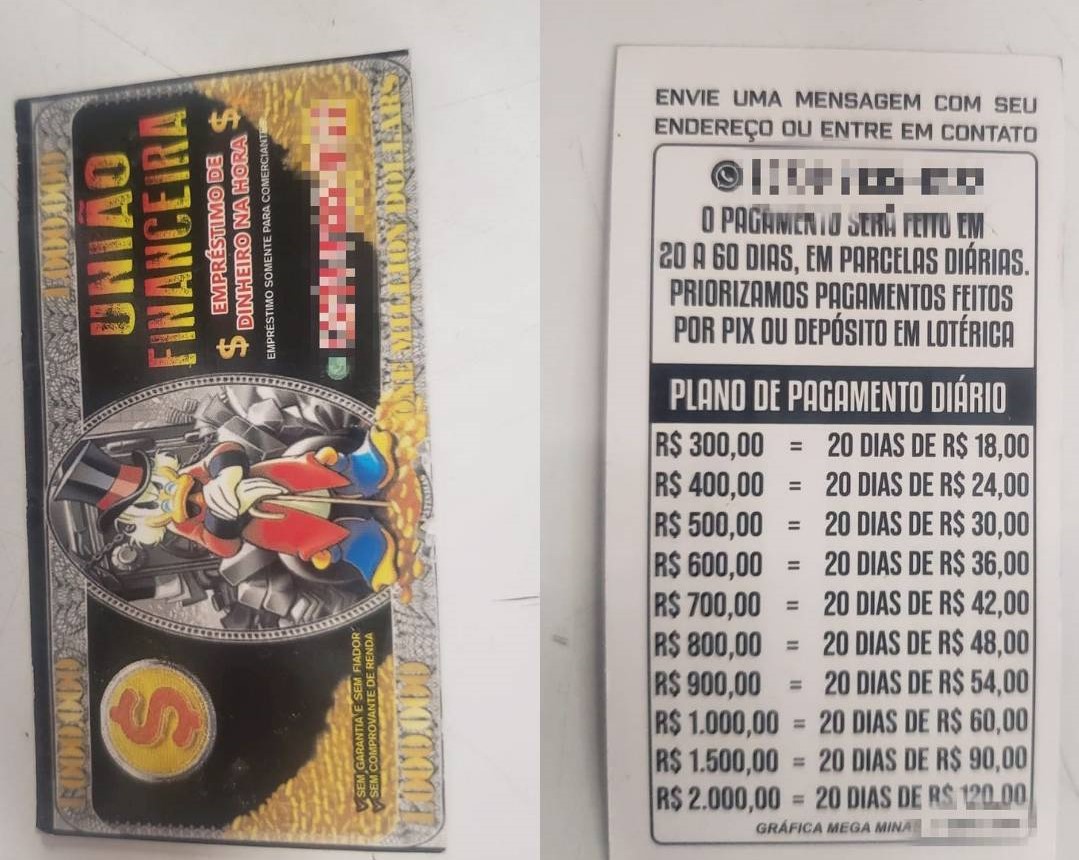 UNIÃO
FINANCEIRA
$ EMPRÉSTIMO DE $
DINHEIRO NA HORA
EMPRÉSTIMO SOMENTE PARA COMERCIANTE
ONE MILLION DOLLARS
1.000.000
$
SEM GARANTIA E SEM FIADOR
SEM COMPROVANTE DE RENDA
ENVIE UMA MENSAGEM COM SEU
ENDEREÇO OU ENTRE EM CONTATO
O PAGAMENTO SERÁ FEITO EM
20 A 60 DIAS, EM PARCELAS DIÁRIAS.
PRIORIZAMOS PAGAMENTOS FEITOS
POR PIX OU DEPÓSITO EM LOTÉRICA
PLANO DE PAGAMENTO DIÁRIO
R$ 300,00 = 20 DIAS DE R$ 18,00
R$ 400,00 = 20 DIAS DE R$ 24,00
R$ 500,00 = 20 DIAS DE R$ 30,00
R$ 600,00 = 20 DIAS DE R$ 36,00
R$ 700,00 = 20 DIAS DE R$ 42,00
R$ 800,00 = 20 DIAS DE R$ 48,00
R$ 900,00 = 20 DIAS DE R$ 54,00
R$ 1.000,00 = 20 DIAS DE R$ 60,00
R$ 1.500,00 = 20 DIAS DE R$ 90,00
R$ 2.000,00 = 20 DIAS DE R$ 120,00
GRÁFICA MEGA MINA